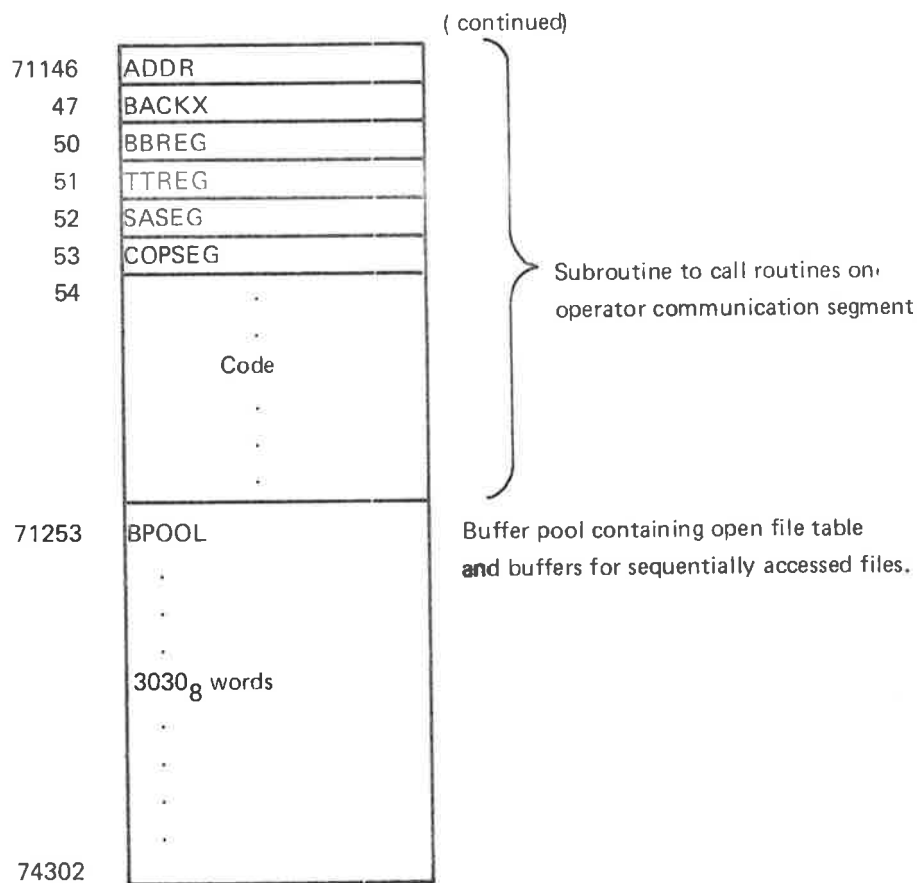 ( continued)
71146 ADDR
47 BACKX
50 BBREG
51 TTREG
52 SASEG
53 COPSEG
54
Code
Subroutine to call routines on
operator communication segment
71253 BPOOL
Buffer pool containing open file table
and buffers for sequentially accessed files.
3030₈ words
74302